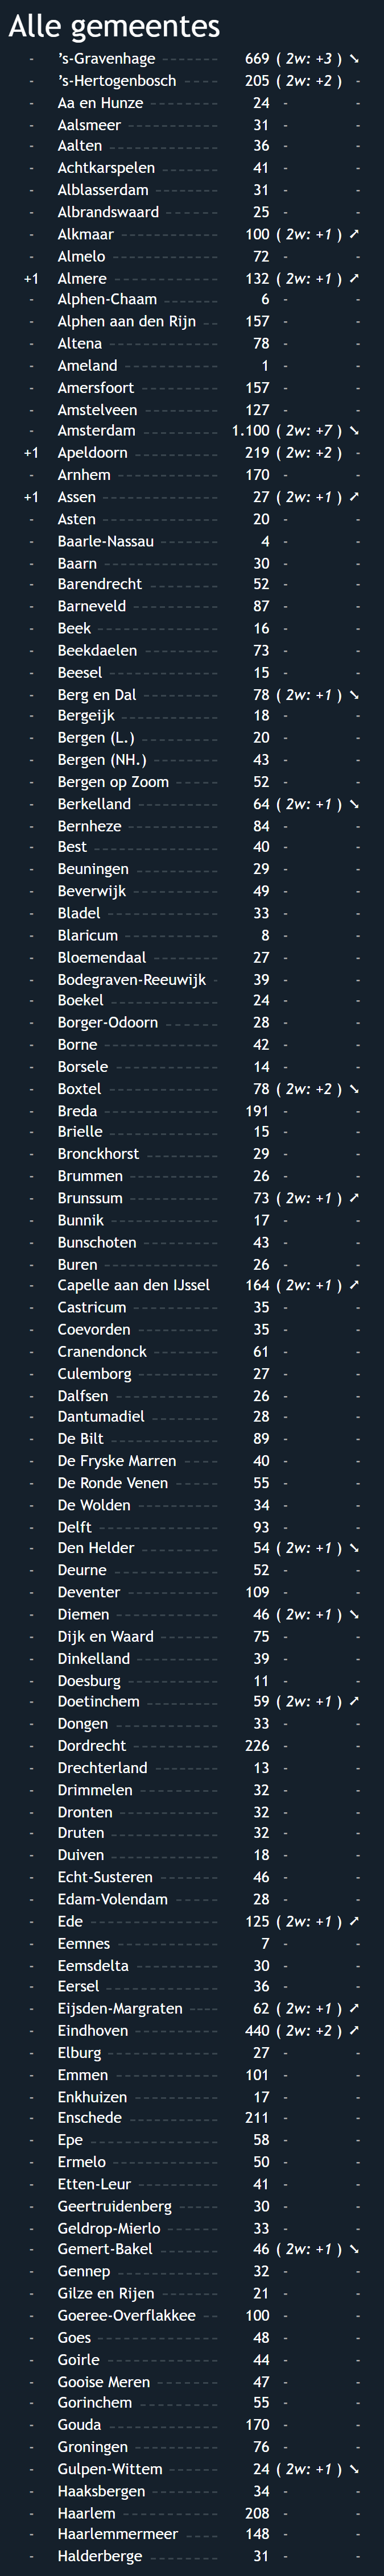 Alle gemeentes
- ’s-Gravenhage 669 ( 2w: +3 ) ➘
- ’s-Hertogenbosch 205 ( 2w: +2 ) -
- Aa en Hunze 24 - -
- Aalsmeer 31 - -
- Aalten 36 - -
- Achtkarspelen 41 - -
- Alblasserdam 31 - -
- Albrandswaard 25 - -
- Alkmaar 100 ( 2w: +1 ) ➚
- Almelo 72 - -
+1 Almere 132 ( 2w: +1 ) ➚
- Alphen-Chaam 6 - -
- Alphen aan den Rijn 157 - -
- Altena 78 - -
- Ameland 1 - -
- Amersfoort 157 - -
- Amstelveen 127 - -
- Amsterdam 1.100 ( 2w: +7 ) ➘
+1 Apeldoorn 219 ( 2w: +2 ) -
- Arnhem 170 - -
+1 Assen 27 ( 2w: +1 ) ➚
- Asten 20 - -
- Baarle-Nassau 4 - -
- Baarn 30 - -
- Barendrecht 52 - -
- Barneveld 87 - -
- Beek 16 - -
- Beekdaelen 73 - -
- Beesel 15 - -
- Berg en Dal 78 ( 2w: +1 ) ➘
- Bergeijk 18 - -
- Bergen (L.) 20 - -
- Bergen (NH.) 43 - -
- Bergen op Zoom 52 - -
- Berkelland 64 ( 2w: +1 ) ➘
- Bernheze 84 - -
- Best 40 - -
- Beuningen 29 - -
- Beverwijk 49 - -
- Bladel 33 - -
- Blaricum 8 - -
- Bloemendaal 27 - -
- Bodegraven-Reeuwijk 39 - -
- Boekel 24 - -
- Borger-Odoorn 28 - -
- Borne 42 - -
- Borsele 14 - -
- Boxtel 78 ( 2w: +2 ) ➘
- Breda 191 - -
- Brielle 15 - -
- Bronckhorst 29 - -
- Brummen 26 - -
- Brunssum 73 ( 2w: +1 ) ➚
- Bunnik 17 - -
- Bunschoten 43 - -
- Buren 26 - -
- Capelle aan den IJssel 164 ( 2w: +1 ) ➚
- Castricum 35 - -
- Coevorden 35 - -
- Cranendonck 61 - -
- Culemborg 27 - -
- Dalfsen 26 - -
- Dantumadiel 28 - -
- De Bilt 89 - -
- De Fryske Marren 40 - -
- De Ronde Venen 55 - -
- De Wolden 34 - -
- Delft 93 - -
- Den Helder 54 ( 2w: +1 ) ➘
- Deurne 52 - -
- Deventer 109 - -
- Diemen 46 ( 2w: +1 ) ➘
- Dijk en Waard 75 - -
- Dinkelland 39 - -
- Doesburg 11 - -
- Doetinchem 59 ( 2w: +1 ) ➚
- Dongen 33 - -
- Dordrecht 226 - -
- Drechterland 13 - -
- Drimmelen 32 - -
- Dronten 32 - -
- Druten 32 - -
- Duiven 18 - -
- Echt-Susteren 46 - -
- Edam-Volendam 28 - -
- Ede 125 ( 2w: +1 ) ➚
- Eemnes 7 - -
- Eemsdelta 30 - -
- Eersel 36 - -
- Eijsden-Margraten 62 ( 2w: +1 ) ➚
- Eindhoven 440 ( 2w: +2 ) ➚
- Elburg 27 - -
- Emmen 101 - -
- Enkhuizen 17 - -
- Enschede 211 - -
- Epe 58 - -
- Ermelo 50 - -
- Etten-Leur 41 - -
- Geertruidenberg 30 - -
- Geldrop-Mierlo 33 - -
- Gemert-Bakel 46 ( 2w: +1 ) ➘
- Gennep 32 - -
- Gilze en Rijen 21 - -
- Goeree-Overflakkee 100 - -
- Goes 48 - -
- Goirle 44 - -
- Gooise Meren 47 - -
- Gorinchem 55 - -
- Gouda 170 - -
- Groningen 76 - -
- Gulpen-Wittem 24 ( 2w: +1 ) ➘
- Haaksbergen 34 - -
- Haarlem 208 - -
- Haarlemmermeer 148 - -
- Halderberge 31 - -